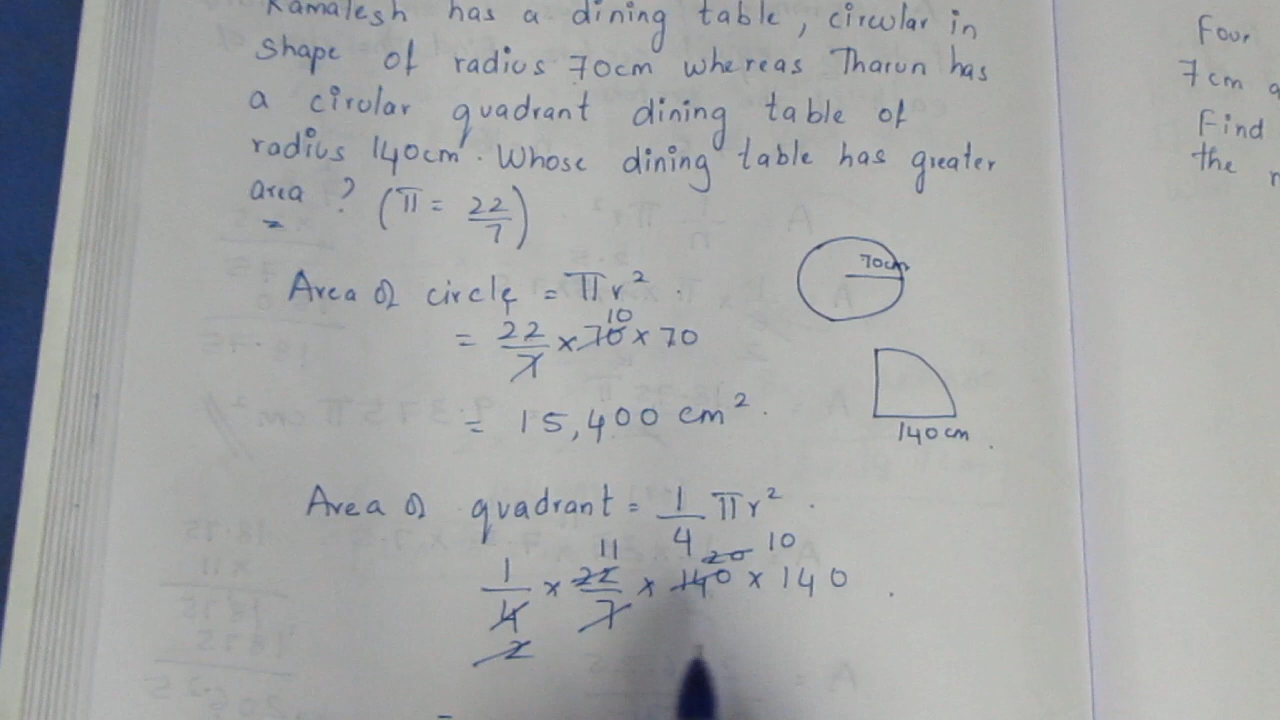 Kamalesh has a dining table, circular in
shape of radius 70cm whereas Tharun has
a cirular quadrant dining table of
radius 140cm. Whose dining table has greater
area? (π = 22/7)
70cm
Area of circle = πr²
10
= 22/7 × 70 × 70
= 15,400 cm².
140cm.
Area of quadrant = 1/4 πr²
11 20 10
1/4 × 22/7 × 140 × 140
2
=
Four
7cm
Find
the